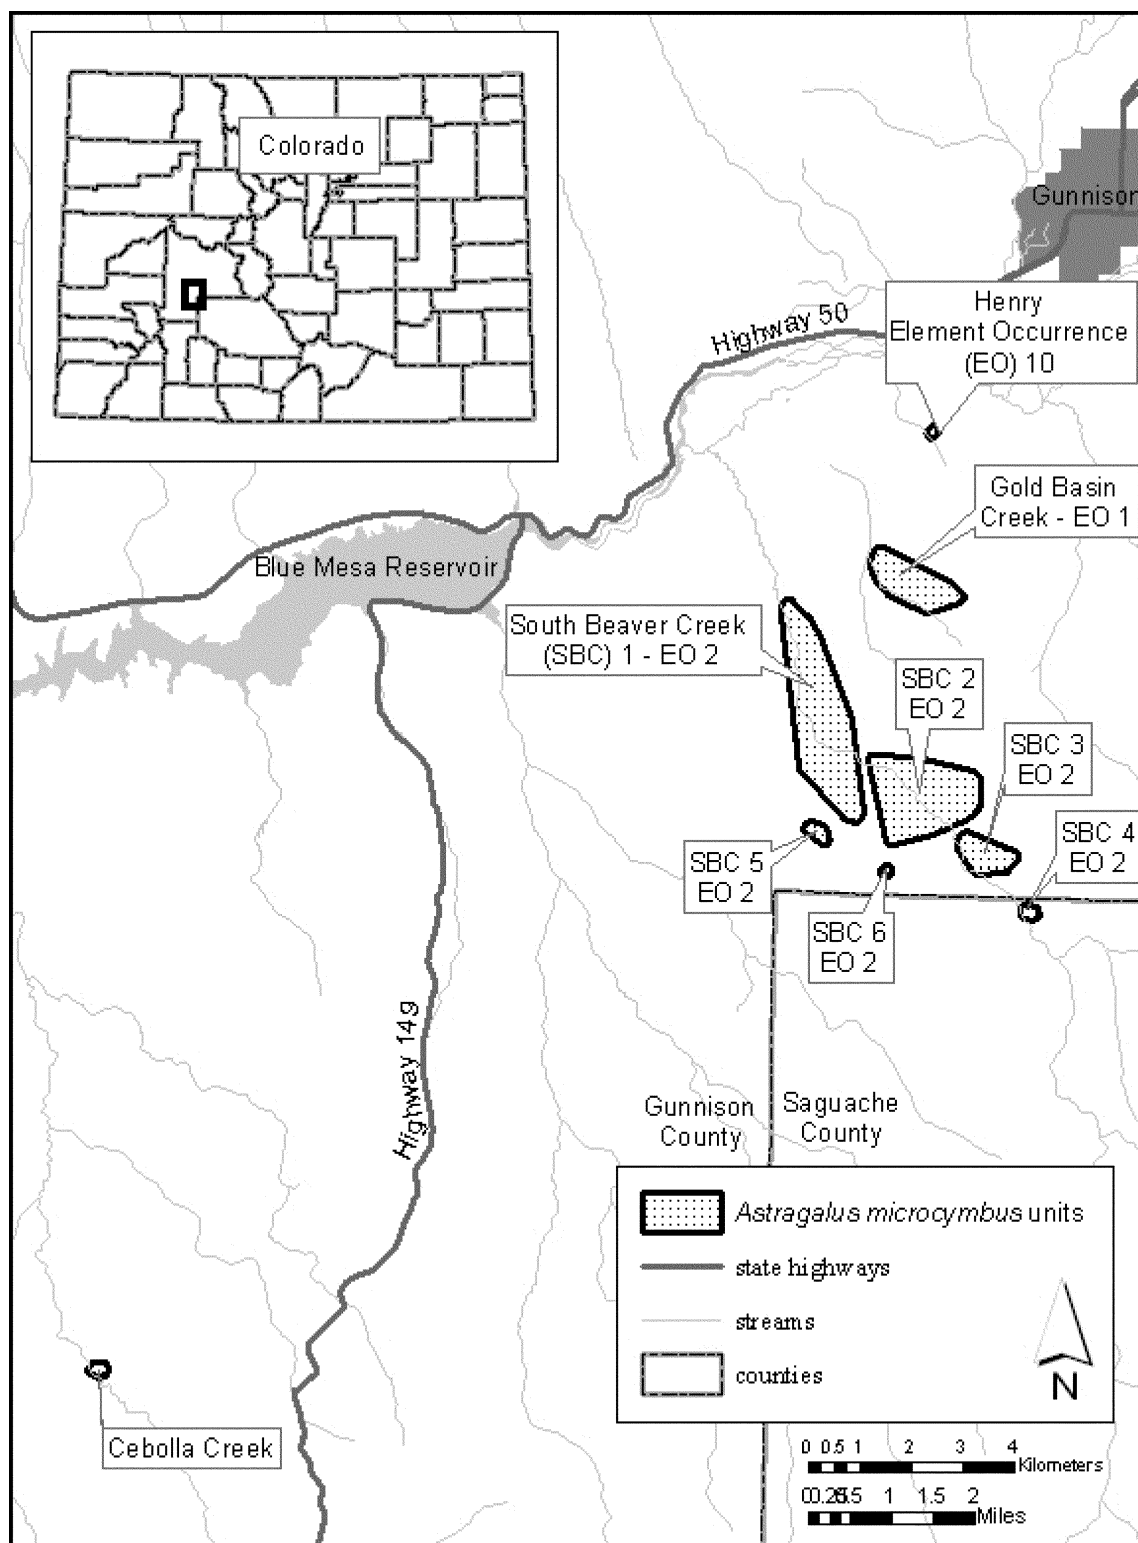 Colorado
Gunnison
Highway 50
Henry
Element Occurrence
(EO) 10
Gold Basin
Creek - EO 1
Blue Mesa Reservoir
South Beaver Creek
(SBC) 1 - EO 2
SBC 2
EO 2
SBC 3
EO 2
SBC 4
EO 2
SBC 5
EO 2
SBC 6
EO 2
Highway 149
Gunnison
County
Saguache
County
Astragalus microcymbus units
state highways
streams
counties
N
Cebolla Creek
0 0.5 1 2 3 4
Kilometers
1 1.5 2
Miles